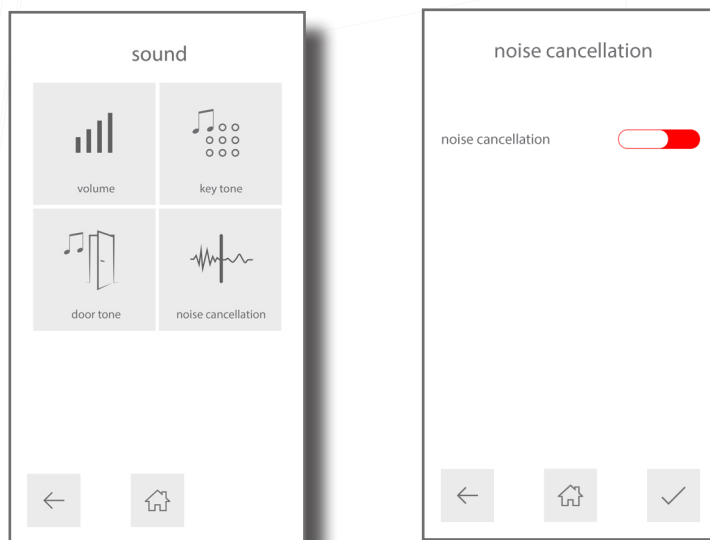 sound
volume
key tone
door tone
noise cancellation
noise cancellation
noise cancellation